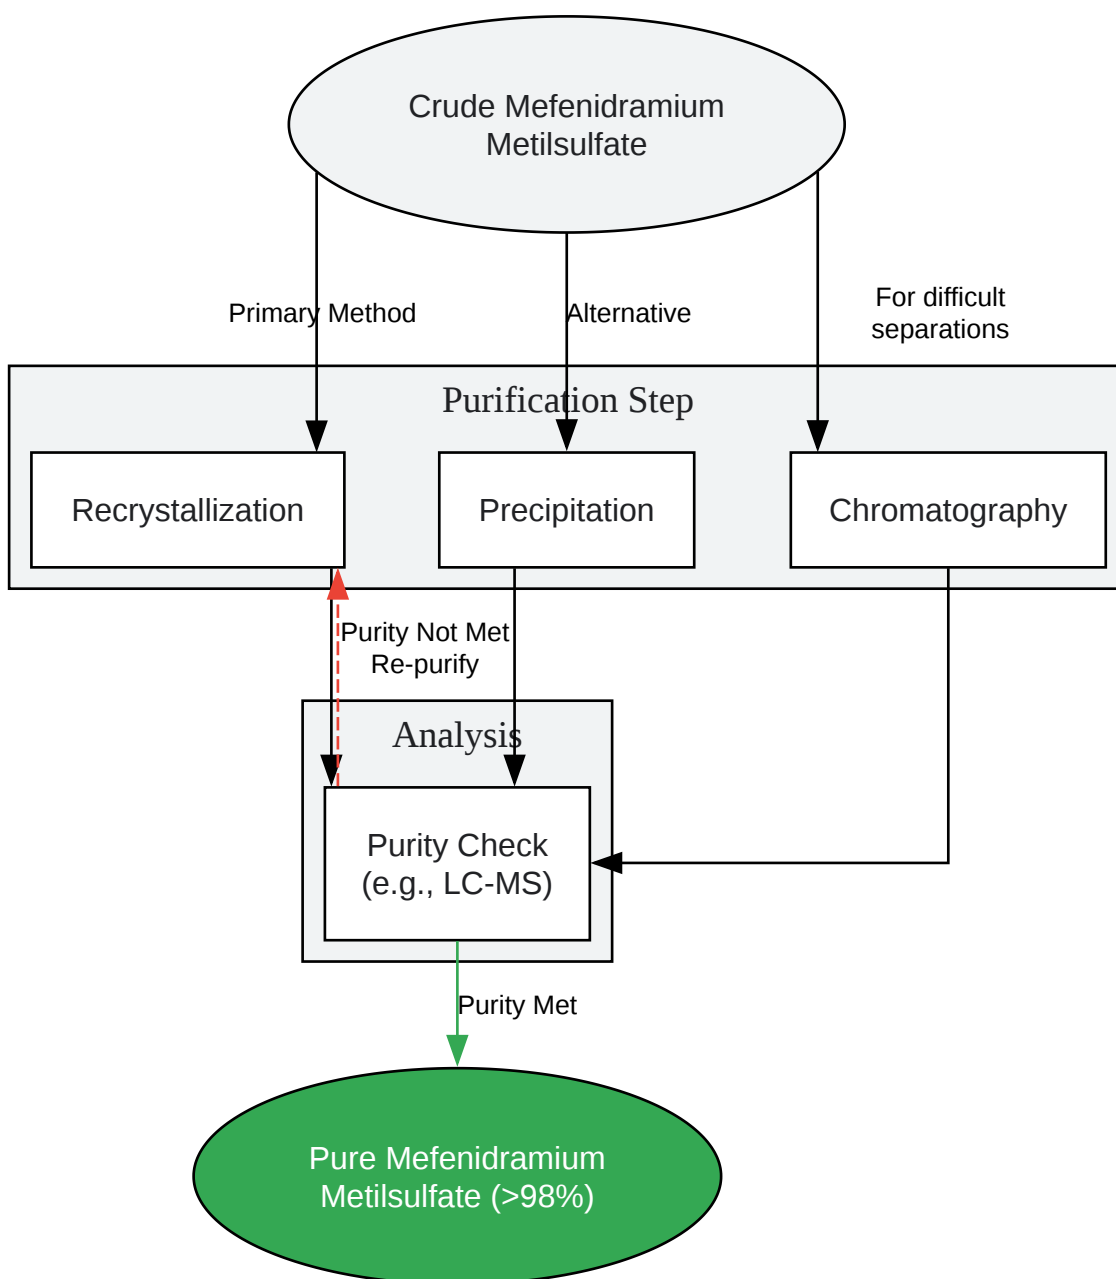 Crude Mefenidramium
Metilsulfate
Primary Method
Alternative
For difficult
separations
Purification Step
Recrystallization
Precipitation
Chromatography
Purity Not Met
Re-purify
Analysis
Purity Check
(e.g., LC-MS)
Purity Met
Pure Mefenidramium
Metilsulfate (>98%)